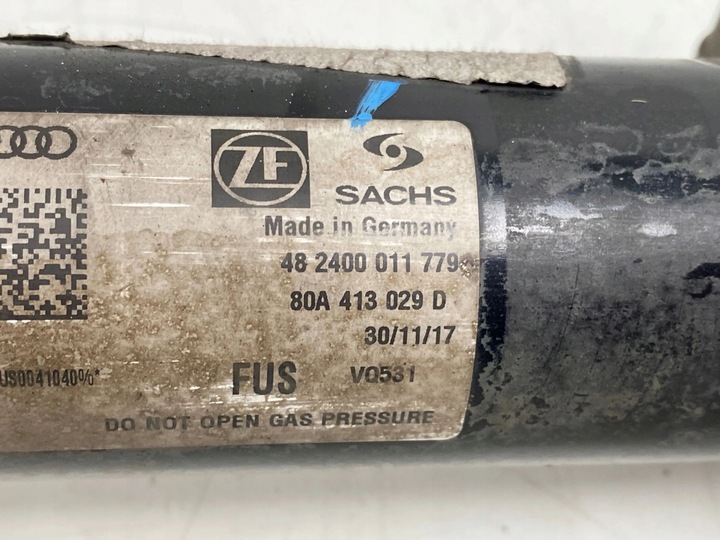 ZF
SACHS
Made in Germany
48 2400 011 779
80A 413 029 D
30/11/17
US0041040%*
FUS VQ531
DO NOT OPEN GAS PRESSURE